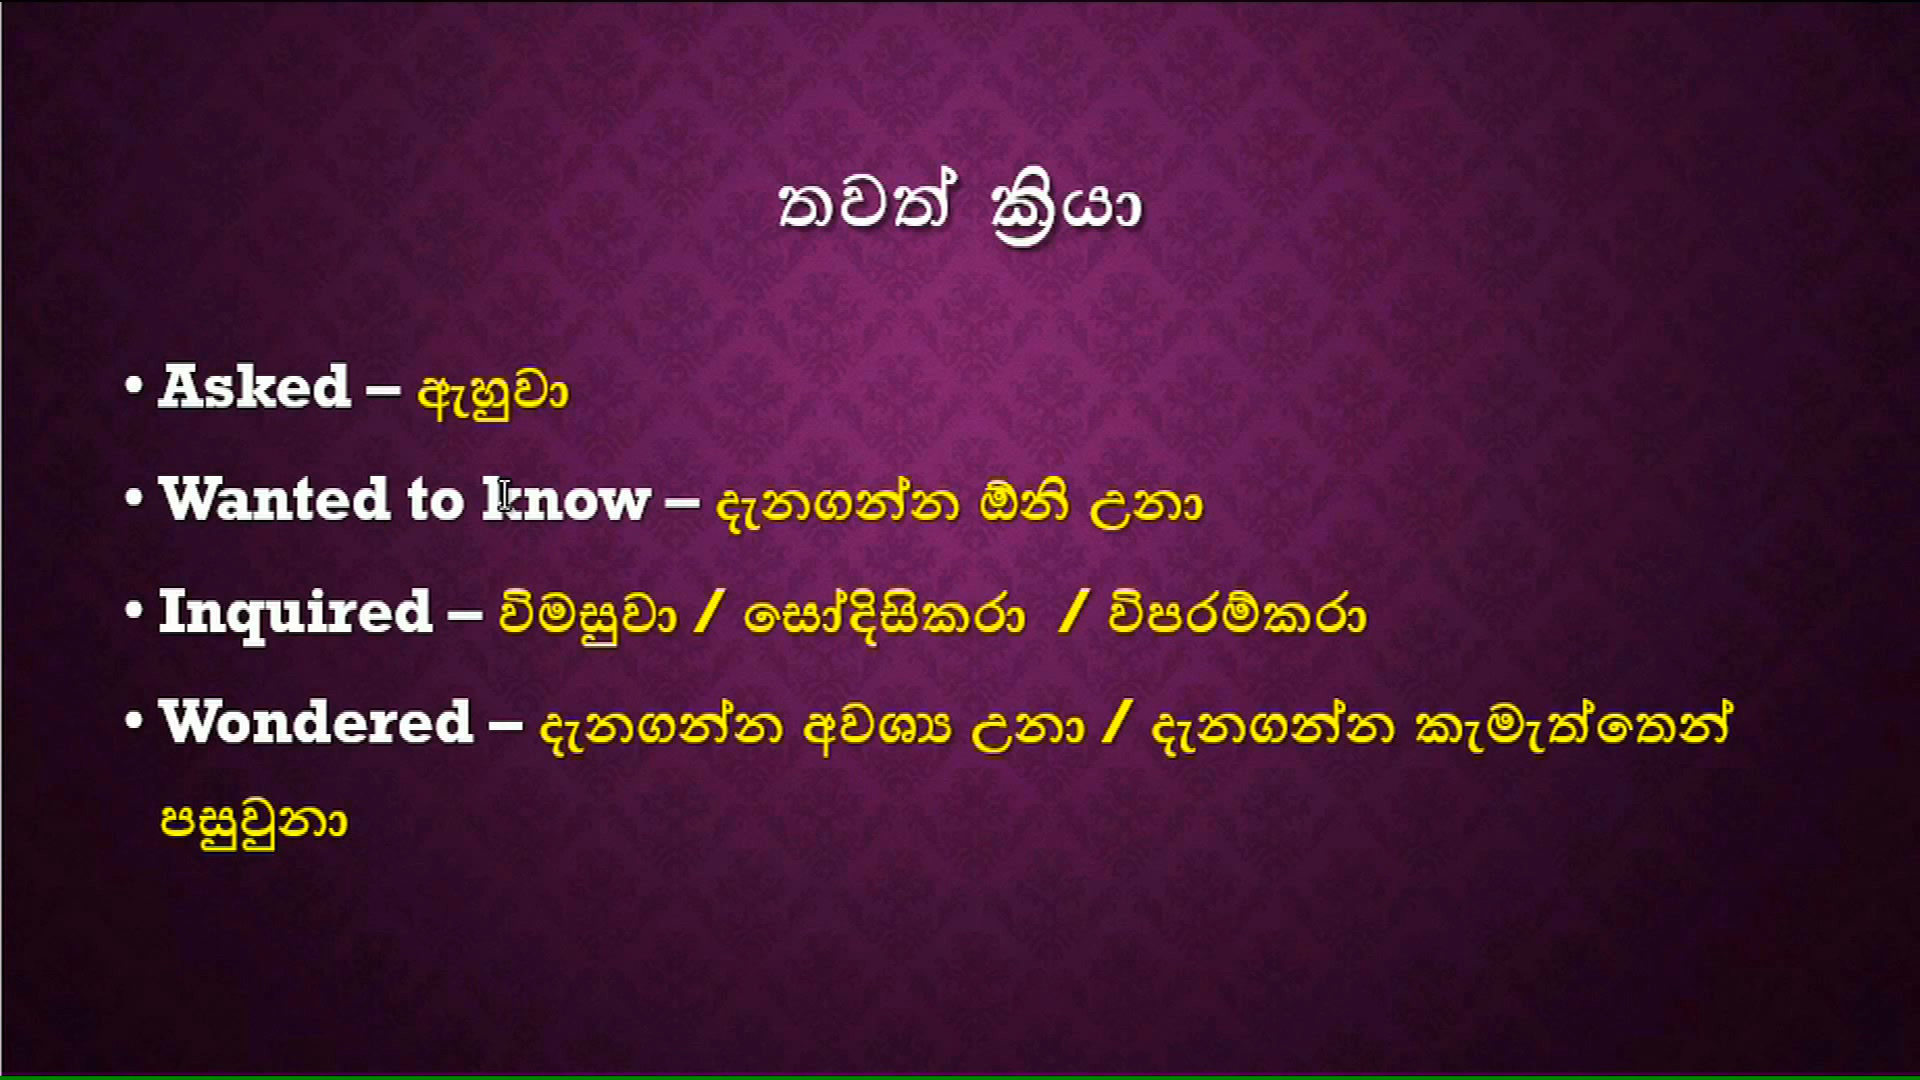 තවත් ක්‍රියා
• Asked – ඇහුවා
• Wanted to know – දැනගන්න ඕනි උනා
• Inquired – විමසුවා / සෝදිසිකරා / විපරම්කරා
• Wondered – දැනගන්න අවශ්‍ය උනා / දැනගන්න කැමැත්තෙන්
පසුවුනා